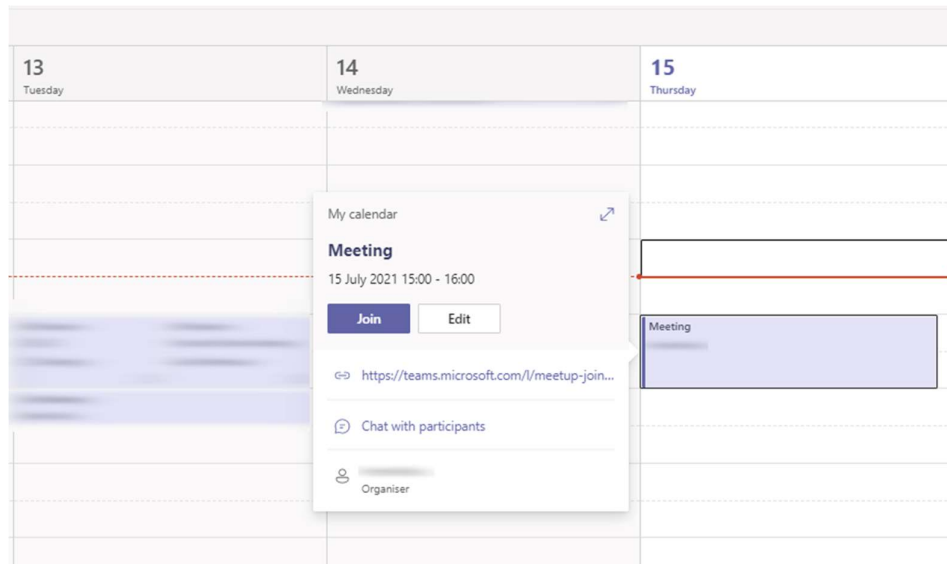 13
Tuesday
14
Wednesday
15
Thursday
My calendar
Meeting
15 July 2021 15:00 - 16:00
Join
Edit
https://teams.microsoft.com/l/meetup-join...
Chat with participants
Organiser
Meeting